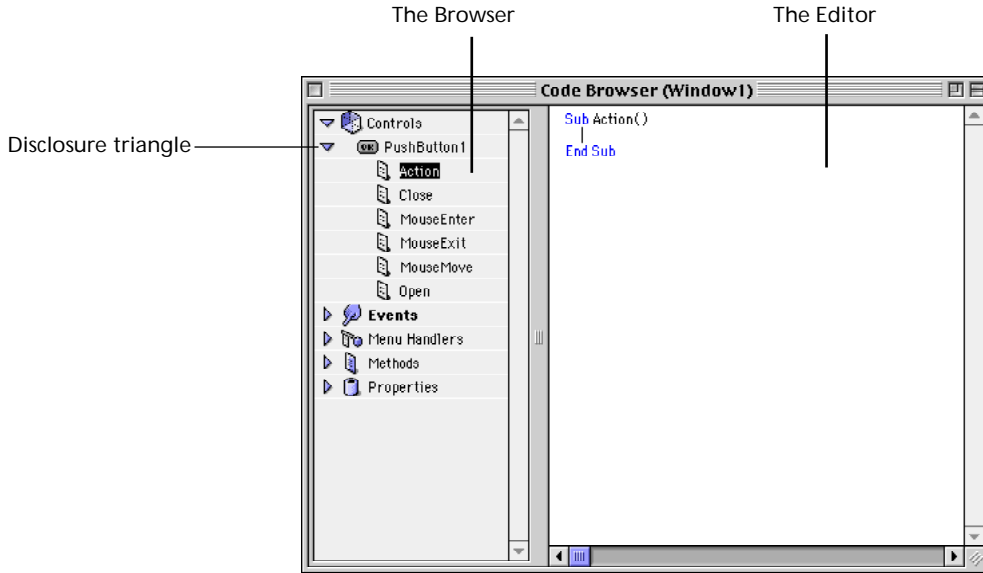 The Browser
The Editor
Code Browser (Window1)
Disclosure triangle
Controls
PushButton1
Action
Close
MouseEnter
MouseExit
MouseMove
Open
Events
Menu Handlers
Methods
Properties
Sub Action()
End Sub